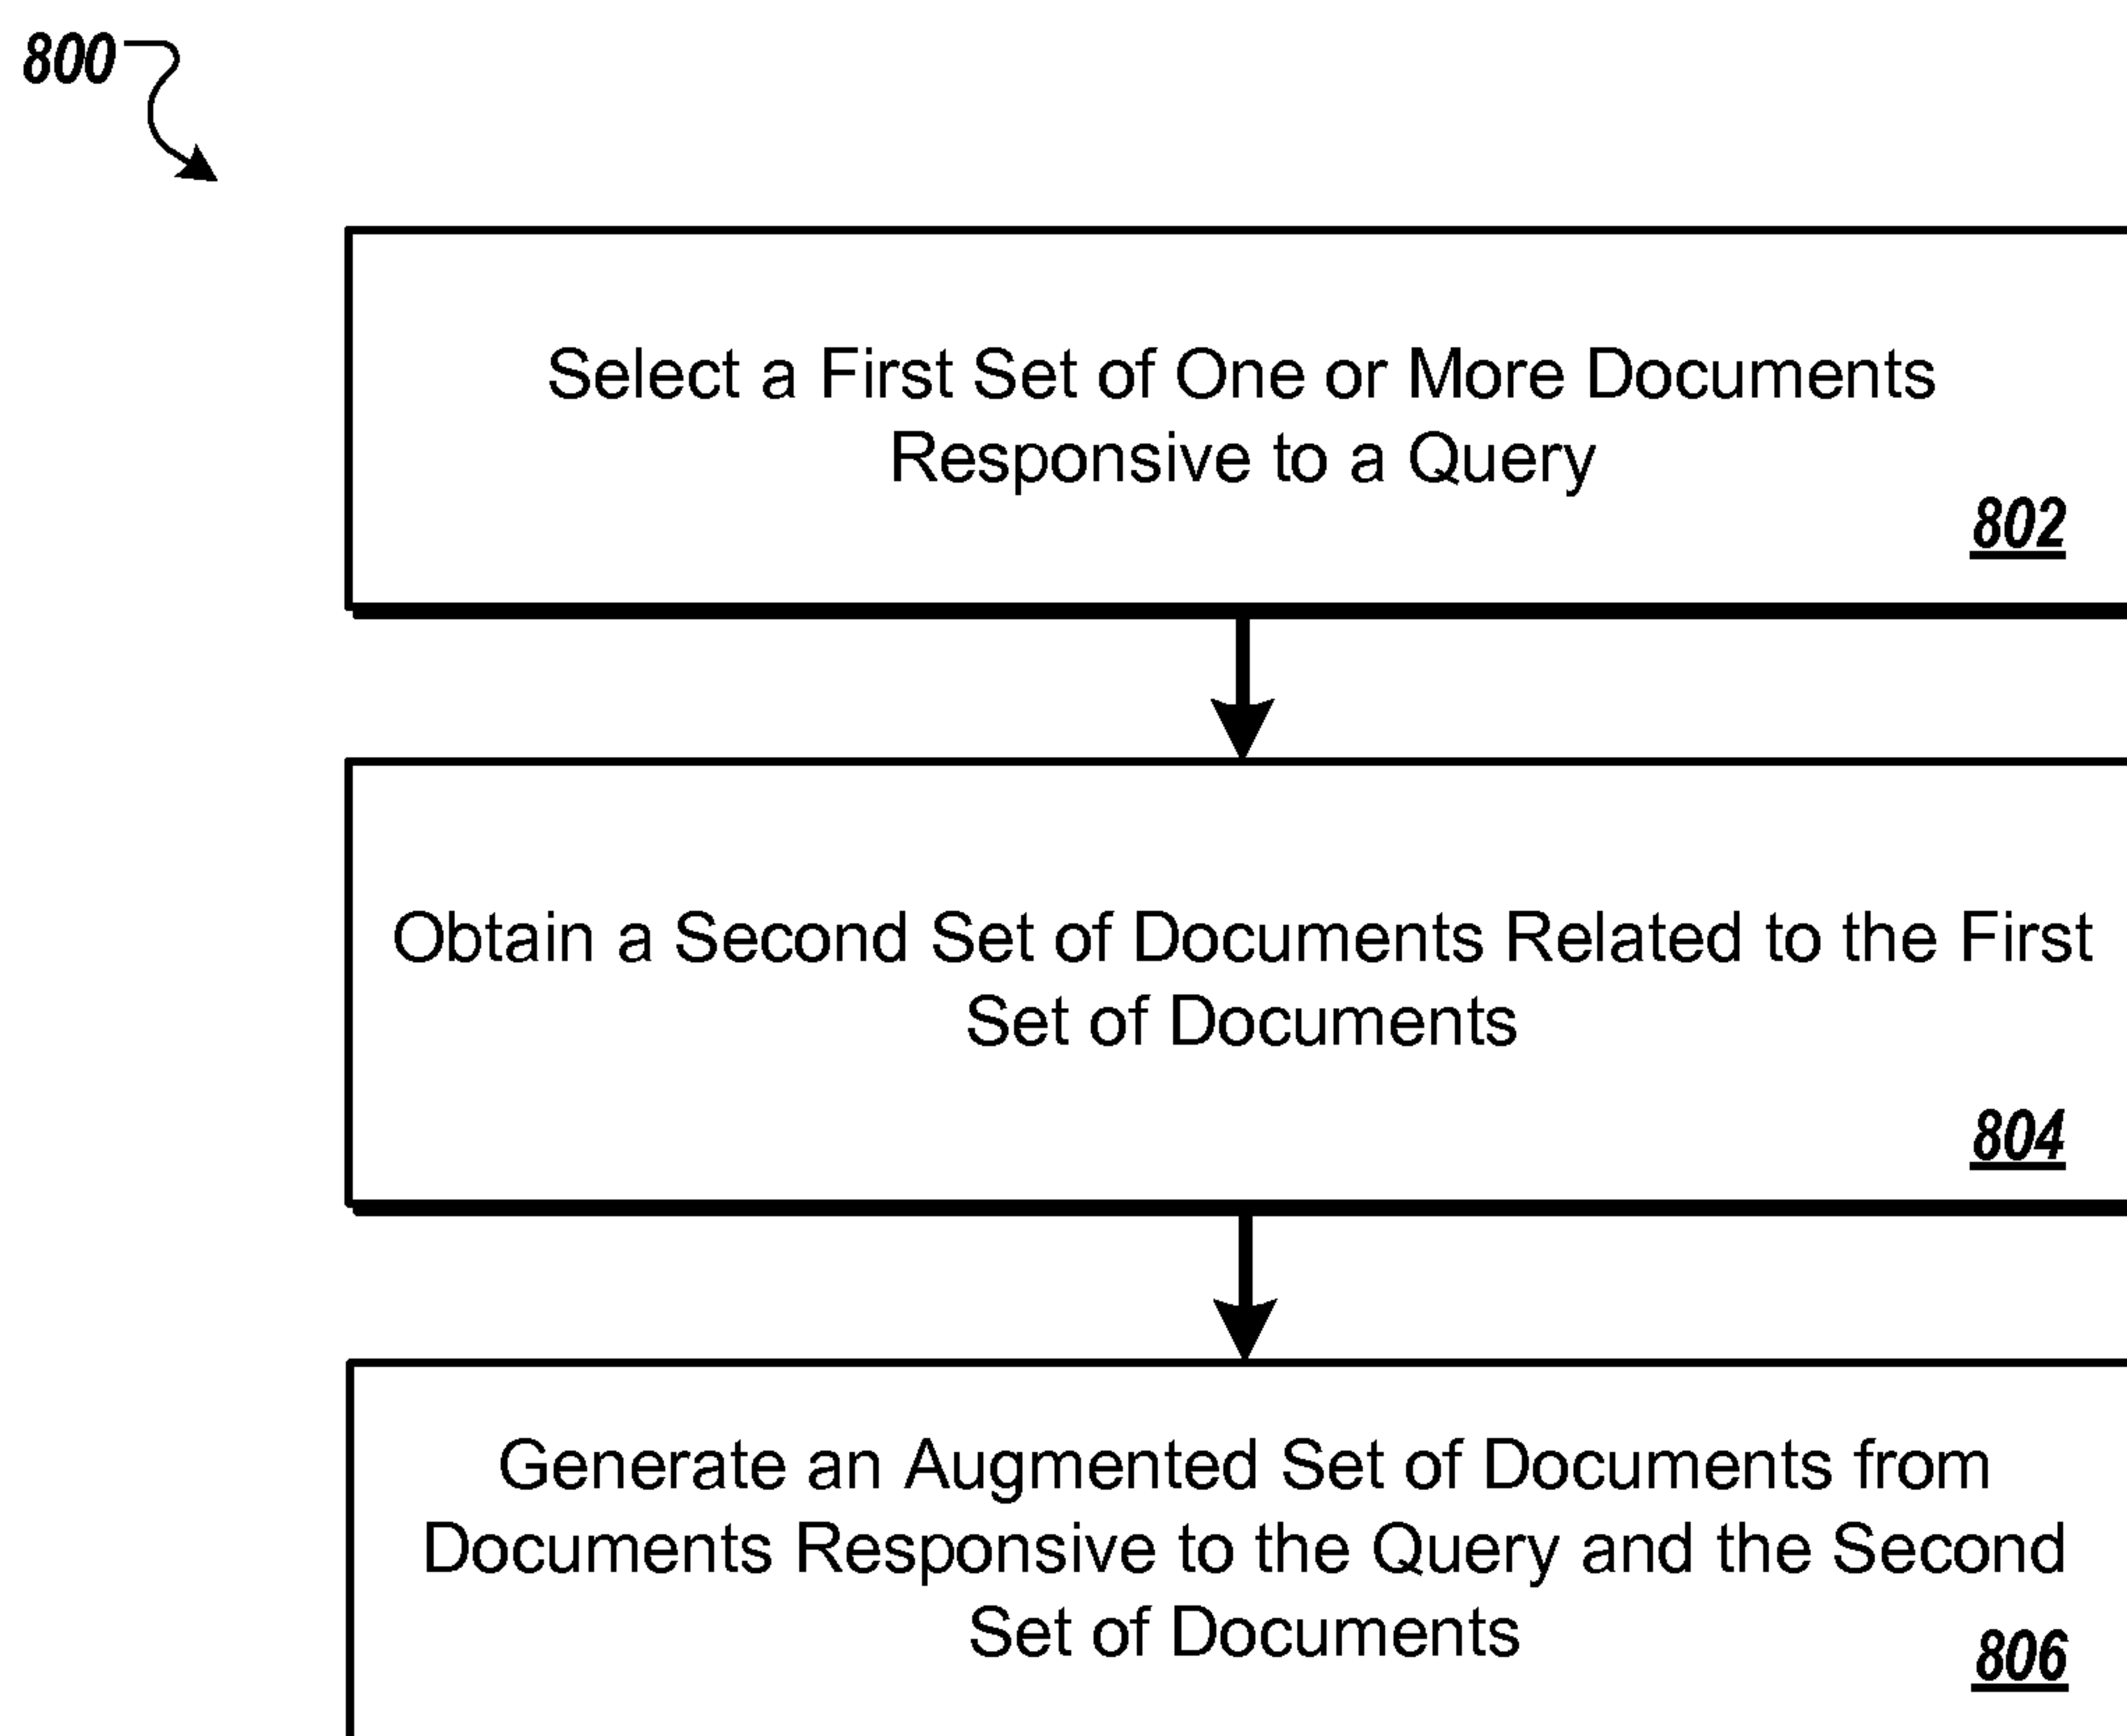 800
Select a First Set of One or More Documents
Responsive to a Query
802
Obtain a Second Set of Documents Related to the First
Set of Documents
804
Generate an Augmented Set of Documents from
Documents Responsive to the Query and the Second
Set of Documents
806